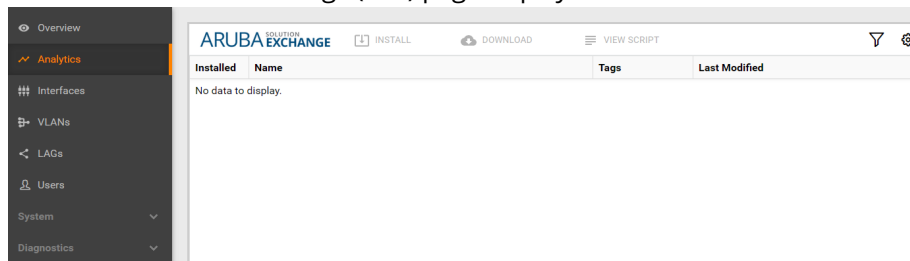 Overview
Analytics
Interfaces
VLANs
LAGs
Users
System
Diagnostics
ARUBA SOLUTION EXCHANGE INSTALL DOWNLOAD VIEW SCRIPT
Installed Name Tags Last Modified
No data to display.